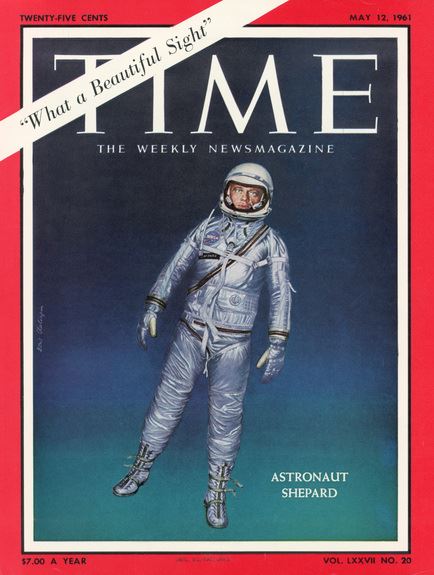 TWENTY-FIVE CENTS
MAY 12, 1961
"What a Beautiful Sight"
TIME
THE WEEKLY NEWSMAGAZINE
ASTRONAUT
SHEPARD
$7.00 A YEAR
VOL. LXXVII NO. 20